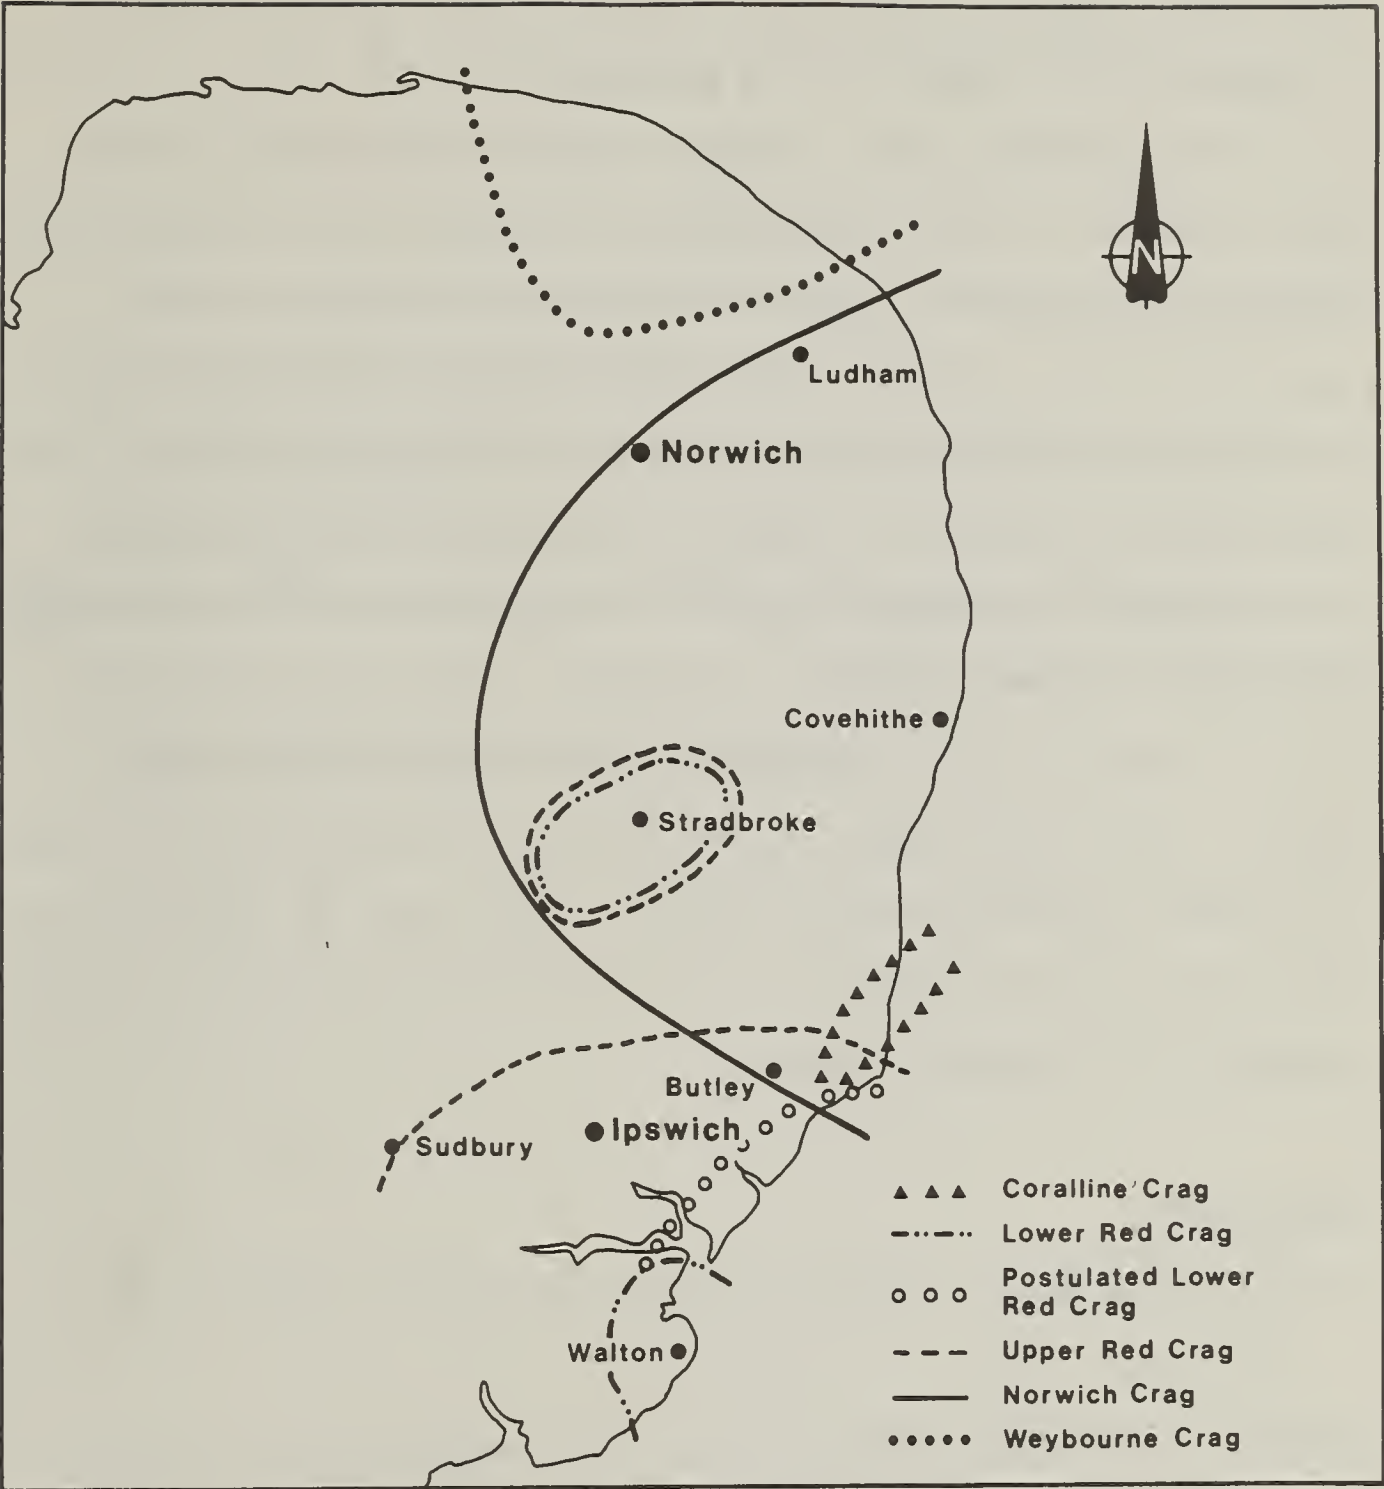 N
Ludham
Norwich
Covehithe
Stradbroke
Butley
Ipswich
Sudbury
Walton
Coralline Crag
Lower Red Crag
Postulated Lower
Red Crag
Upper Red Crag
Norwich Crag
Weybourne Crag